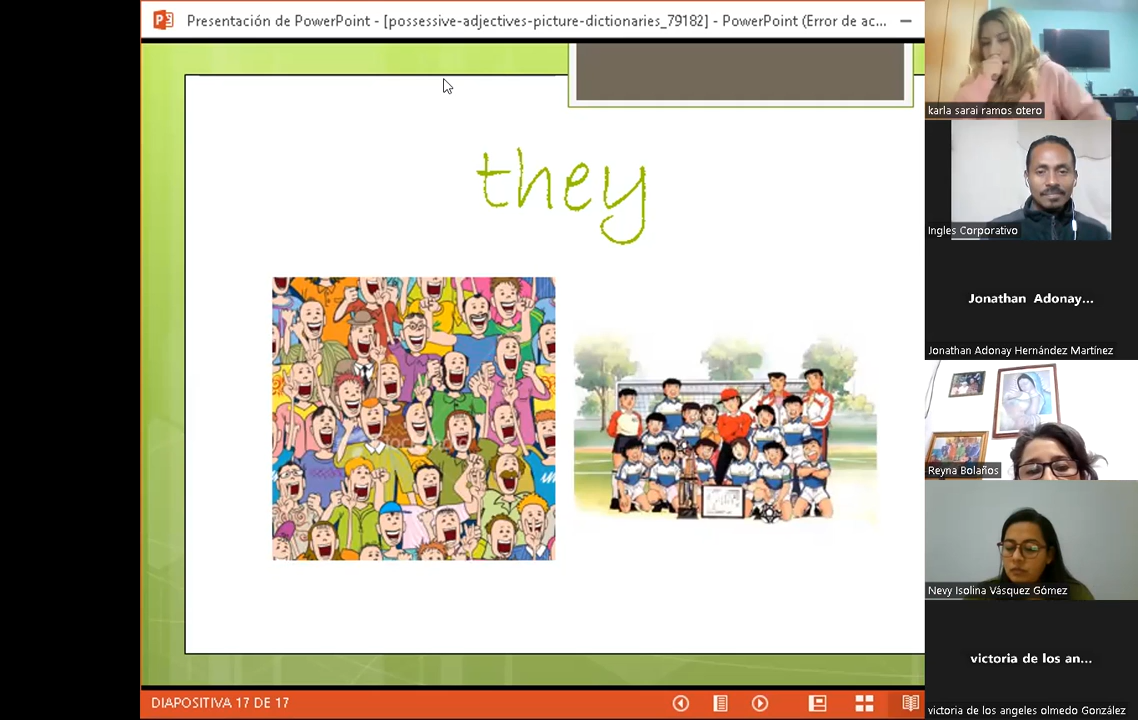 Presentación de PowerPoint - [possessive-adjectives-picture-dictionaries_79182] - PowerPoint (Error de ac...
they
DIAPOSITIVA 17 DE 17
karla sarai ramos otero
Ingles Corporativo
Jonathan Adonay...
Jonathan Adonay Hernández Martínez
Reyna Bolaños
Nevy Isolina Vásquez Gómez
victoria de los an...
victoria de los angeles olmedo González